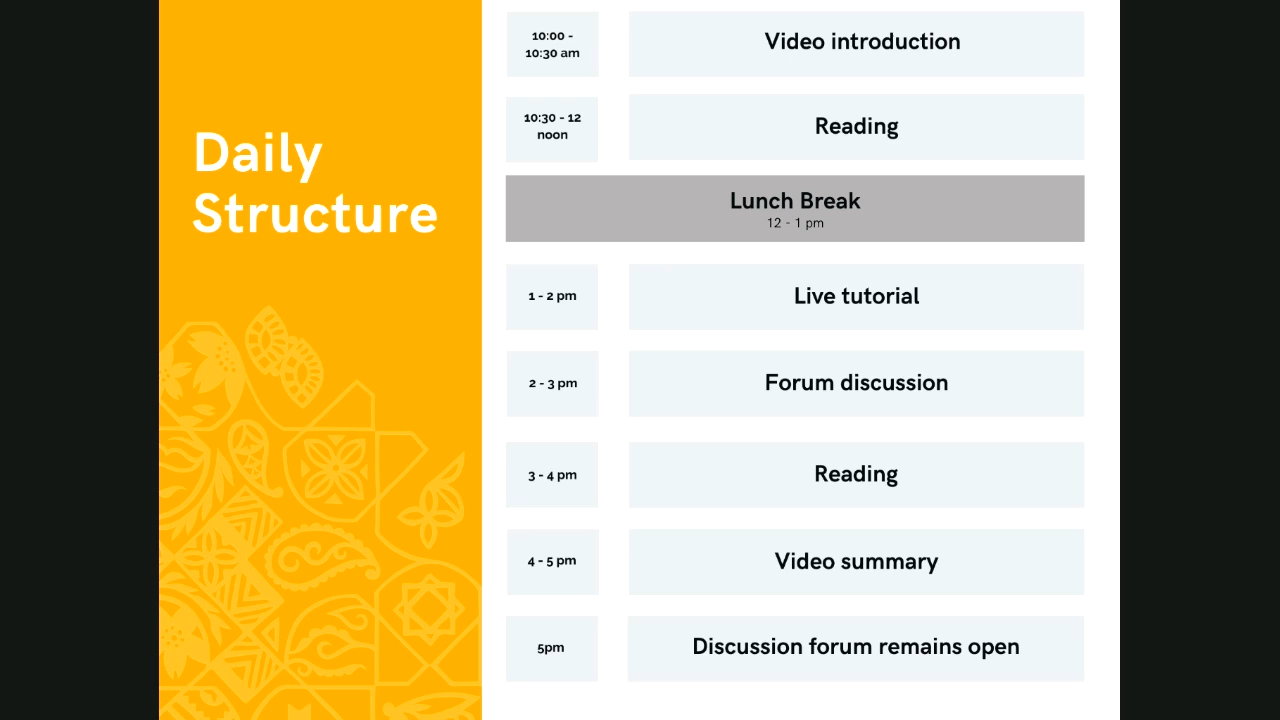 Daily
Structure
10:00 -
10:30 am
Video introduction
10:30 - 12
noon
Reading
Lunch Break
12 - 1 pm
1 - 2 pm
Live tutorial
2 - 3 pm
Forum discussion
3 - 4 pm
Reading
4 - 5 pm
Video summary
5pm
Discussion forum remains open